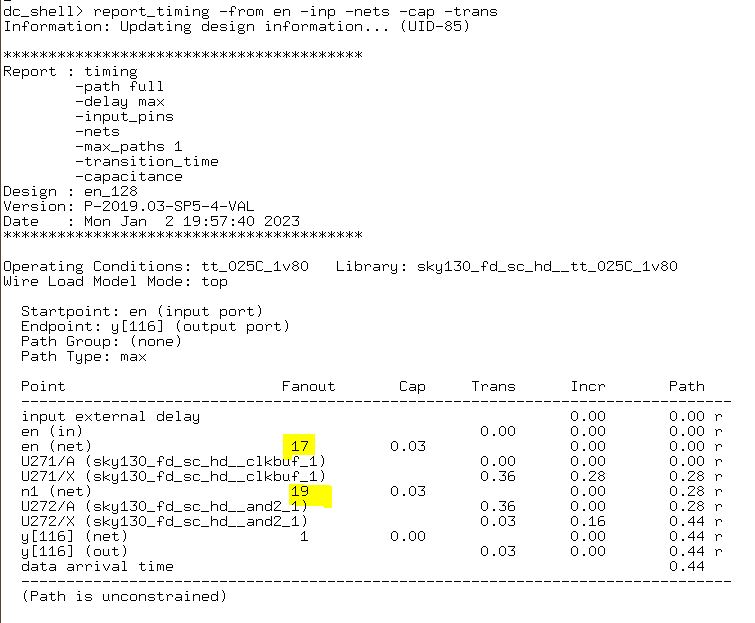 dc_shell> report_timing -from en -inp -nets -cap -trans
Information: Updating design information... (UID-85)
****************************************
Report : timing
-path full
-delay max
-input_pins
-nets
-max_paths 1
-transition_time
-capacitance
Design : en_128
Version: P-2019.03-SP5-4-VAL
Date   : Mon Jan  2 19:57:40 2023
****************************************
Operating Conditions: tt_025C_1v80   Library: sky130_fd_sc_hd__tt_025C_1v80
Wire Load Model Mode: top
Startpoint: en (input port)
Endpoint: y[116] (output port)
Path Group: (none)
Path Type: max
Point Fanout Cap Trans Incr Path
input external delay 0.00 0.00 r
en (in) 0.00 0.00 0.00 r
en (net) 17 0.03 0.00 0.00 r
U271/A (sky130_fd_sc_hd__clkbuf_1) 0.00 0.00 0.00 r
U271/X (sky130_fd_sc_hd__clkbuf_1) 0.36 0.28 0.28 r
n1 (net) 19 0.03 0.00 0.28 r
U272/A (sky130_fd_sc_hd__and2_1) 0.36 0.00 0.28 r
U272/X (sky130_fd_sc_hd__and2_1) 0.03 0.16 0.44 r
y[116] (net) 1 0.00 0.00 0.44 r
y[116] (out) 0.03 0.00 0.44 r
data arrival time 0.44
(Path is unconstrained)